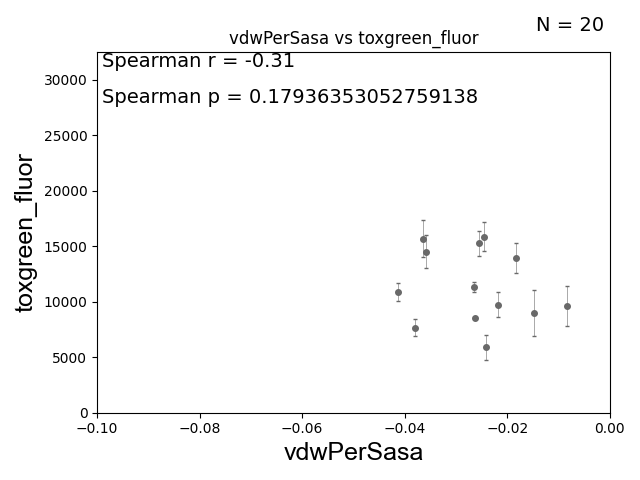 N = 20
vdwPerSasa vs toxgreen_fluor
Spearman r = -0.31
Spearman p = 0.17936353052759138
30000
25000
20000
15000
10000
5000
0
toxgreen_fluor
−0.10 −0.08 −0.06 −0.04 −0.02 0.00
vdwPerSasa